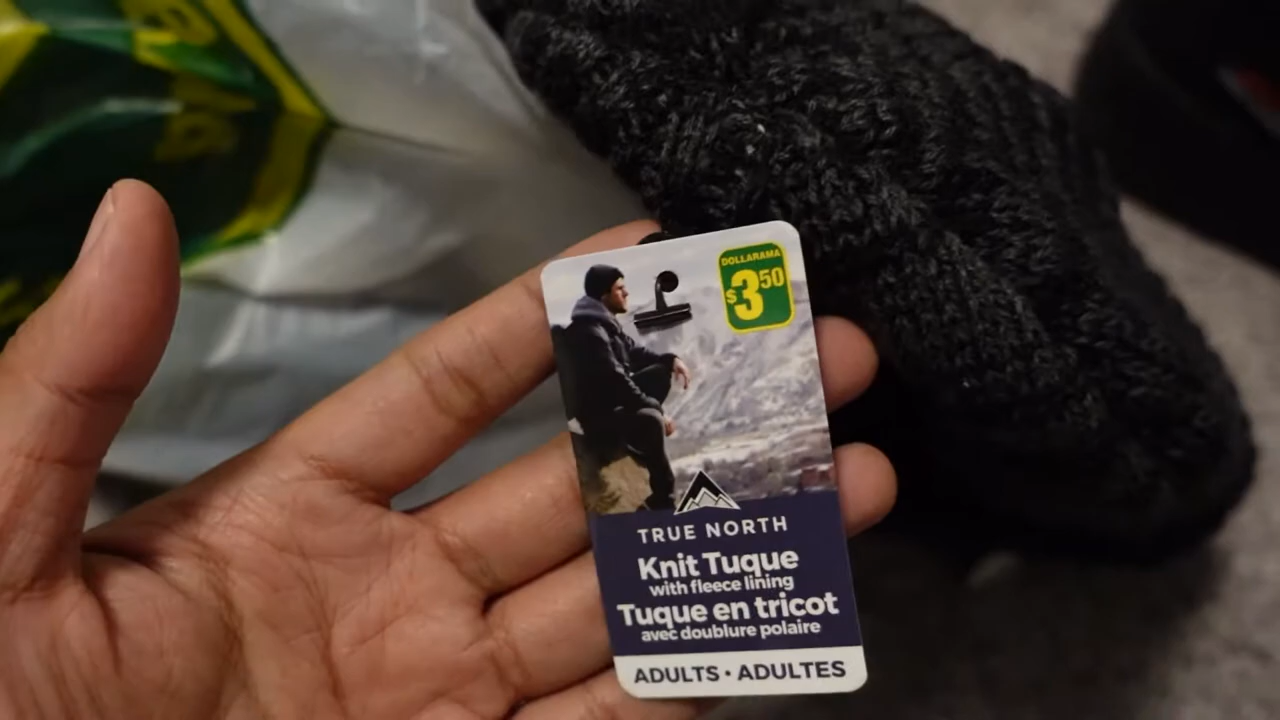 DOLLARAMA
$3.50
TRUE NORTH
Knit Tuque
with fleece lining
Tuque en tricot
avec doublure polaire
ADULTS • ADULTES